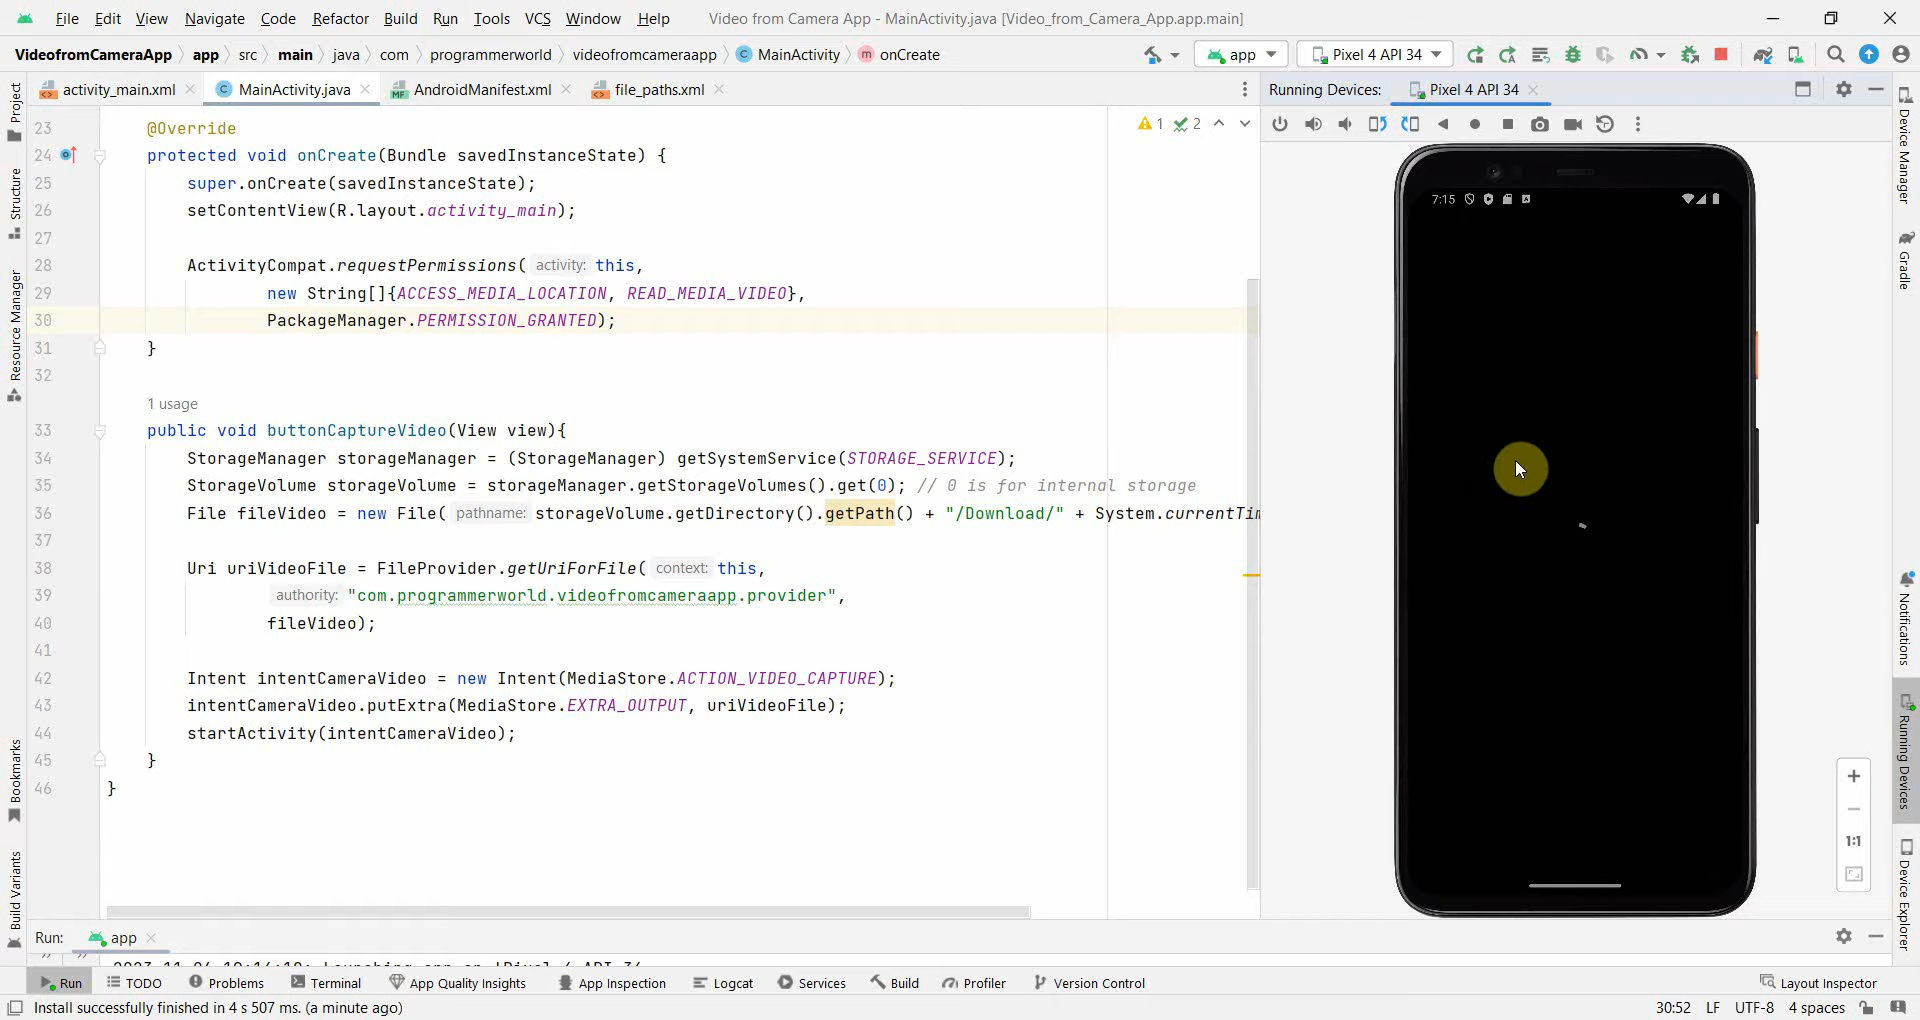 File Edit View Navigate Code Refactor Build Run Tools VCS Window Help Video from Camera App - MainActivity.java [Video_from_Camera_App.app.main]
VideofromCameraApp app src main java com programmerworld videofromcameraapp C MainActivity m onCreate app Pixel 4 API 34
activity_main.xml C MainActivity.java MF AndroidManifest.xml file_paths.xml Running Devices: Pixel 4 API 34
1 2
23 @Override
24 protected void onCreate(Bundle savedInstanceState) {
25 super.onCreate(savedInstanceState);
26 setContentView(R.layout.activity_main);
27
28 ActivityCompat.requestPermissions( activity: this,
29 new String[]{ACCESS_MEDIA_LOCATION, READ_MEDIA_VIDEO},
30 PackageManager.PERMISSION_GRANTED);
31 }
32
1 usage
33 public void buttonCaptureVideo(View view){
34 StorageManager storageManager = (StorageManager) getSystemService(STORAGE_SERVICE);
35 StorageVolume storageVolume = storageManager.getStorageVolumes().get(0); // 0 is for internal storage
36 File fileVideo = new File( pathname: storageVolume.getDirectory().getPath() + "/Download/" + System.currentTim
37
38 Uri uriVideoFile = FileProvider.getUriForFile( context: this,
39 authority: "com.programmerworld.videofromcameraapp.provider",
40 fileVideo);
41
42 Intent intentCameraVideo = new Intent(MediaStore.ACTION_VIDEO_CAPTURE);
43 intentCameraVideo.putExtra(MediaStore.EXTRA_OUTPUT, uriVideoFile);
44 startActivity(intentCameraVideo);
45 }
46 }
7:15
1:1
Project
Structure
Resource Manager
Bookmarks
Build Variants
Device Manager
Gradle
Notifications
Running Devices
Device Explorer
Run: app
Run TODO Problems Terminal App Quality Insights App Inspection Logcat Services Build Profiler Version Control Layout Inspector
Install successfully finished in 4 s 507 ms. (a minute ago) 30:52 LF UTF-8 4 spaces